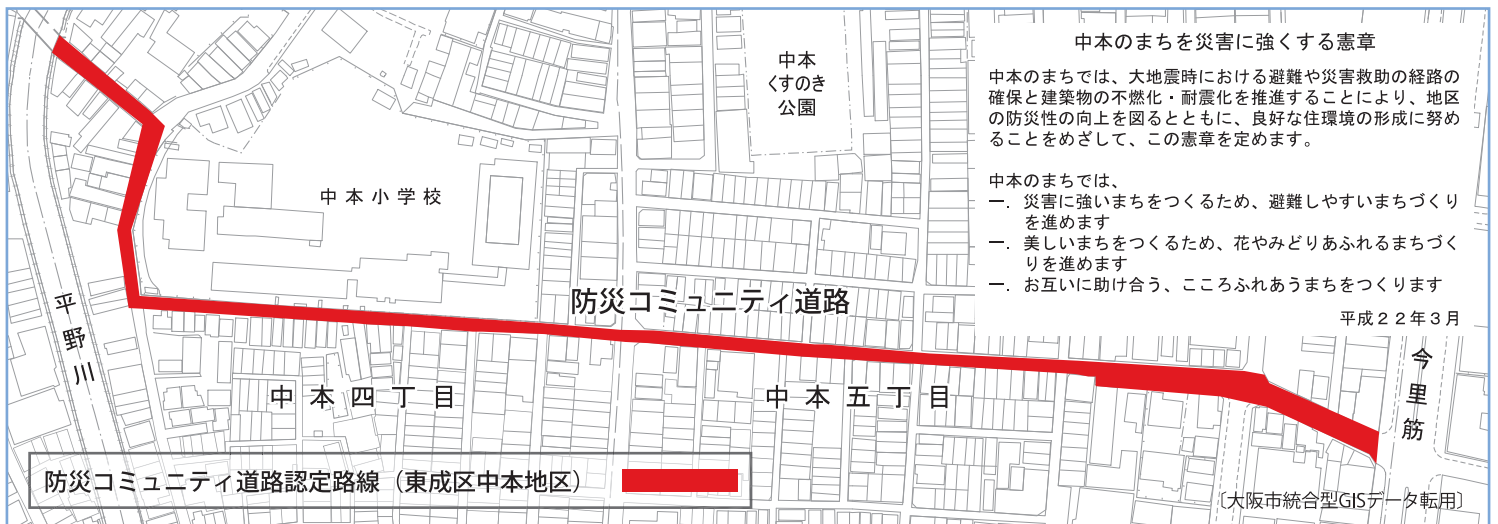 中本のまちを災害に強くする憲章
中本のまちでは、大地震時における避難や災害救助の経路の
確保と建築物の不燃化・耐震化を推進することにより、地区
の防災性の向上を図るとともに、良好な住環境の形成に努め
ることをめざして、この憲章を定めます。
中本のまちでは、
一．災害に強いまちをつくるため、避難しやすいまちづくり
を進めます
一．美しいまちをつくるため、花やみどりあふれるまちづく
りを進めます
一．お互いに助け合う、こころふれあうまちをつくります
平成２２年３月
中本
くすのき
公園
中本小学校
防災コミュニティ道路
平野川
中本四丁目
中本五丁目
今里筋
防災コミュニティ道路認定路線（東成区中本地区）
〔大阪市統合型GISデータ転用〕